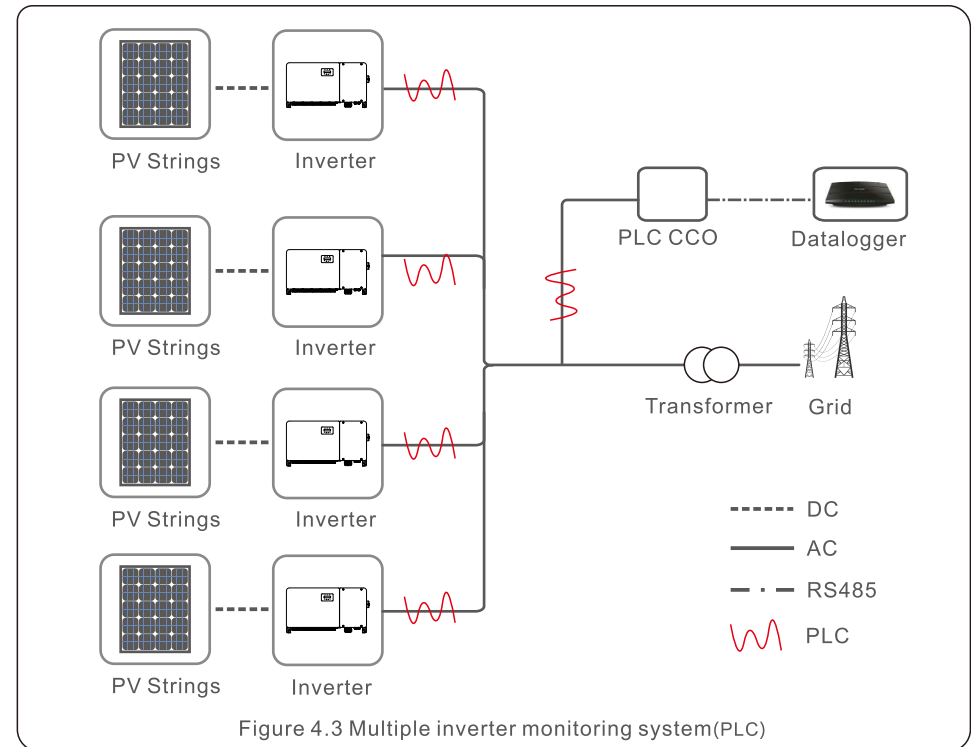 PV Strings
Inverter
PLC CCO
Datalogger
PV Strings
Inverter
Transformer
Grid
PV Strings
Inverter
DC
AC
RS485
PLC
PV Strings
Inverter
Figure 4.3 Multiple inverter monitoring system(PLC)